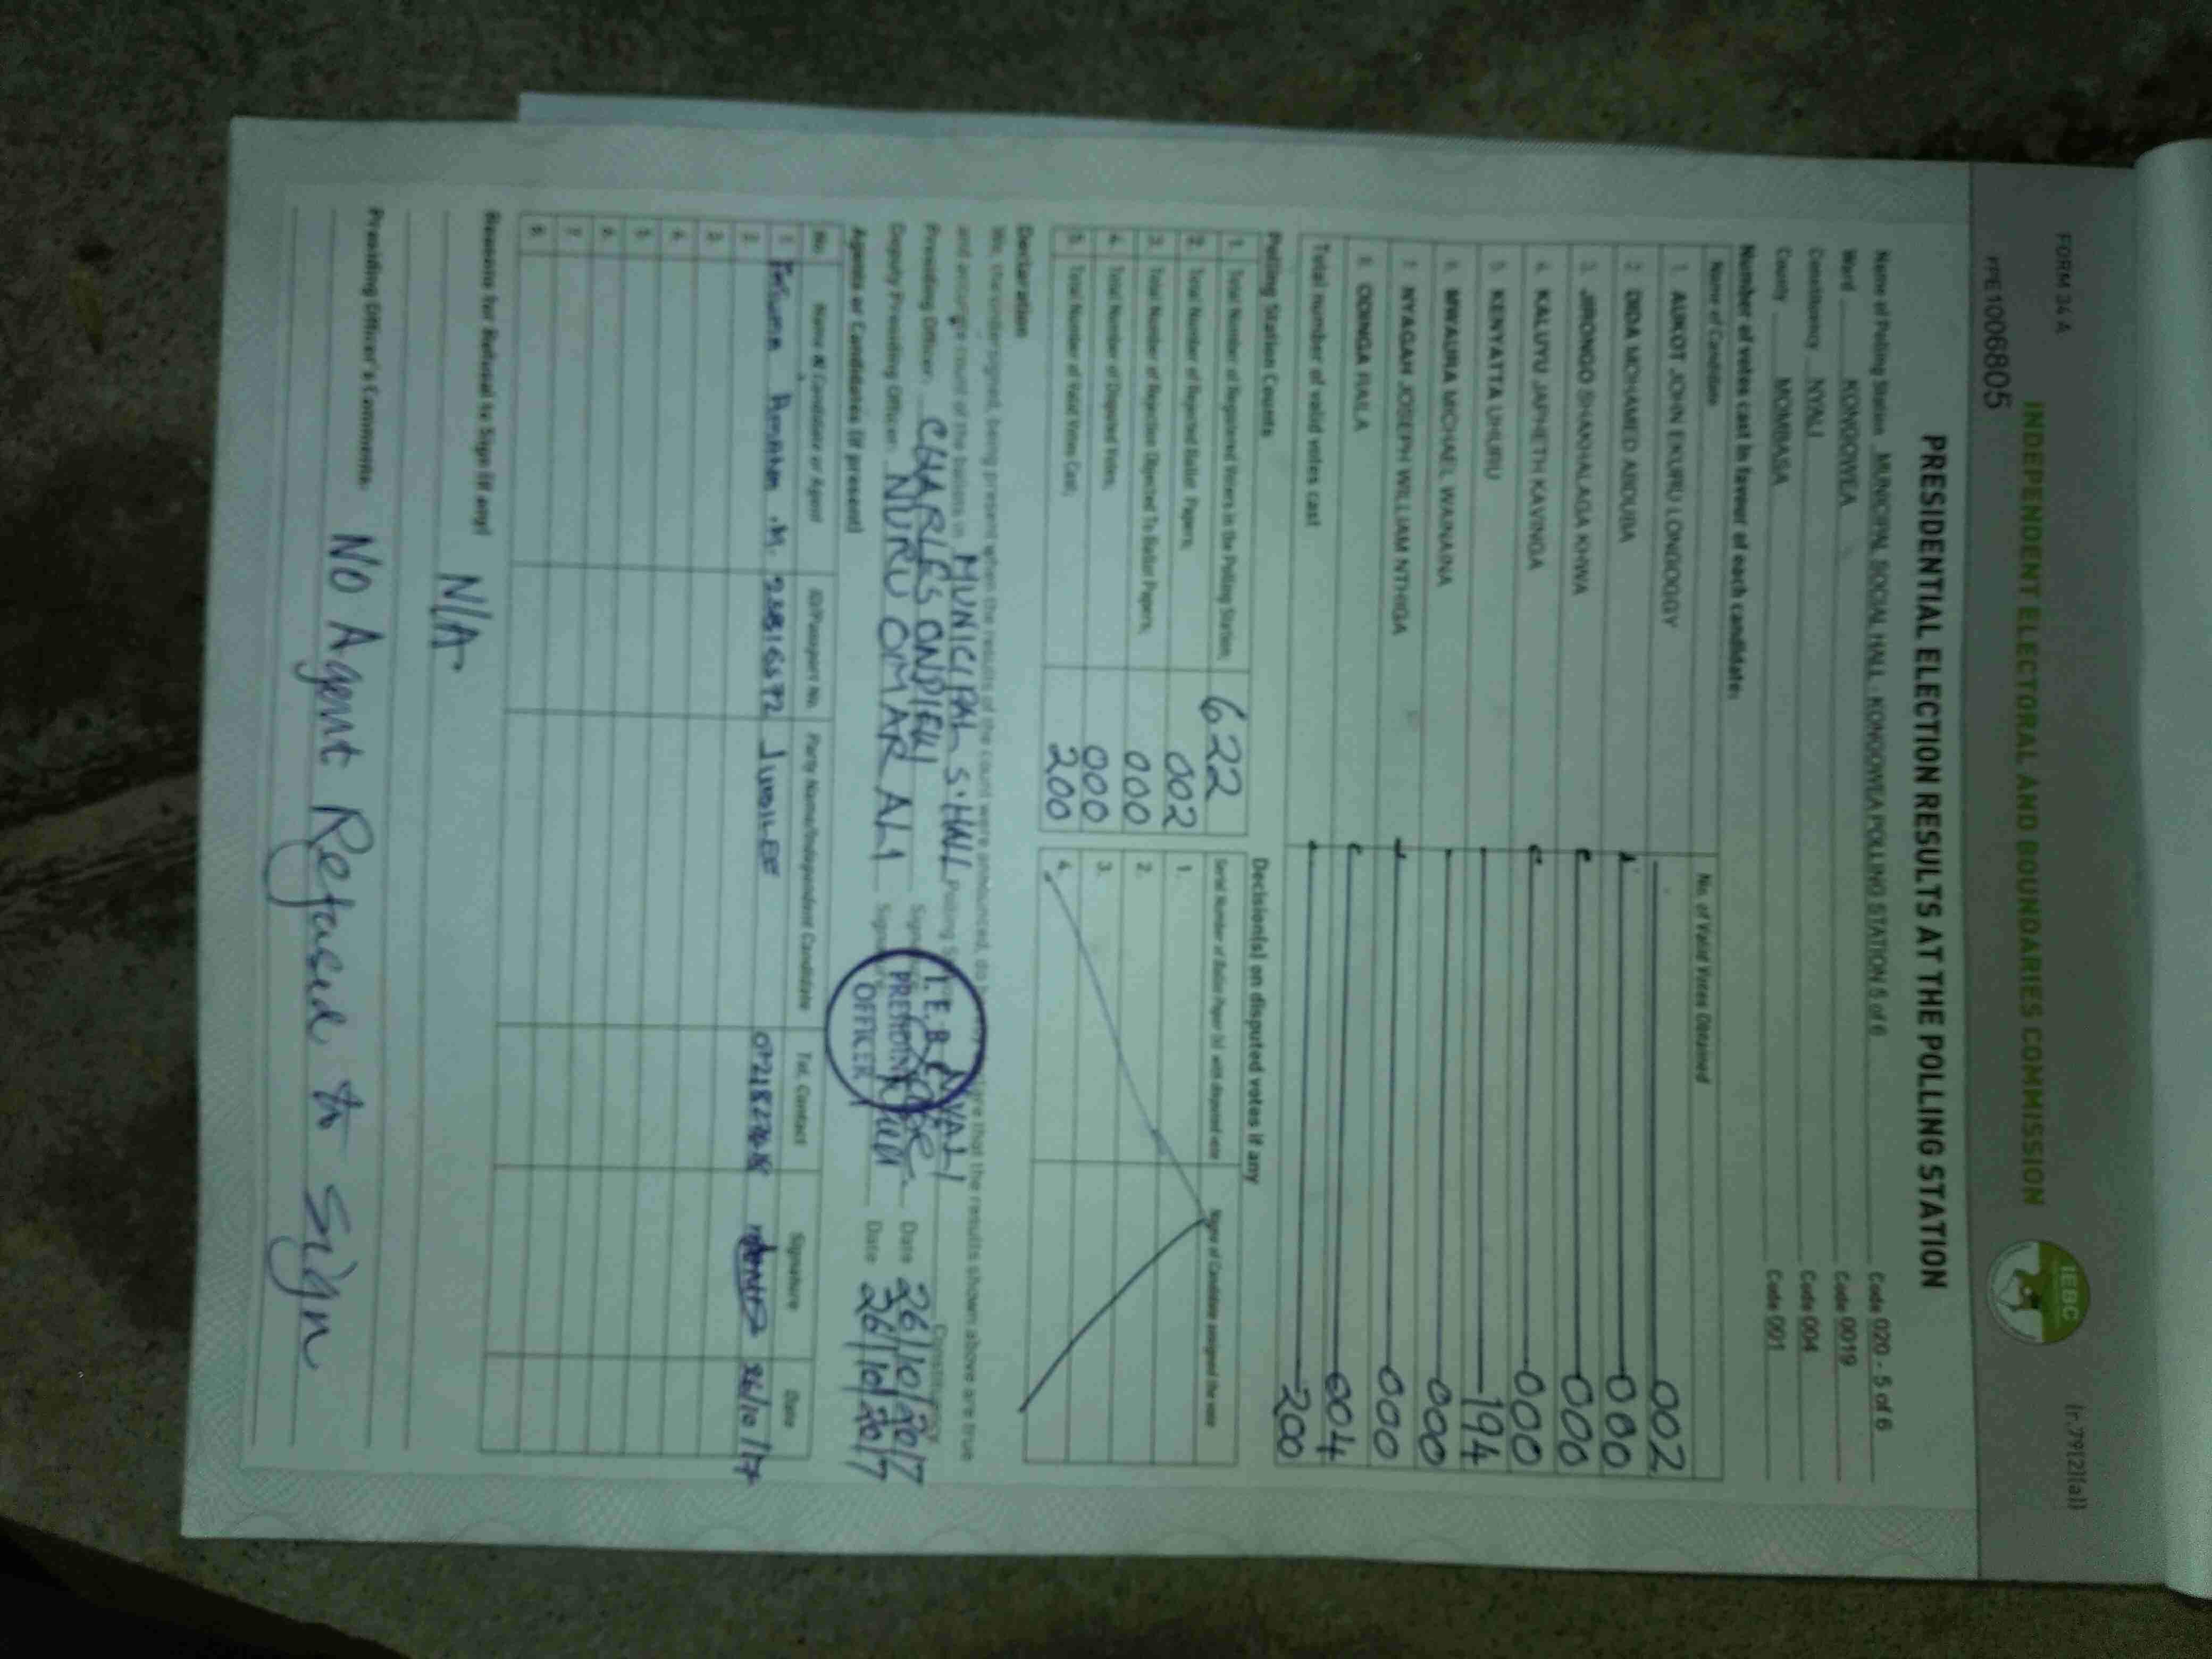 FORM 34 A
(r.79(2)(a))
INDEPENDENT ELECTORAL AND BOUNDARIES COMMISSION
IEBC
PRESIDENTIAL ELECTION RESULTS AT THE POLLING STATION
Name of Polling Station MUNICIPAL SOCIAL HALL - KONGOWEA POLLING STATION 5 of 6 Code 020 - 5 of 6
Ward KONGOWEA Code 0019
Constituency NYALI Code 004
County MOMBASA Code 001
Number of votes cast in favour of each candidate:
Name of Candidate No. of Valid Votes Obtained
1. AUKOT JOHN EKURU LONGOGGY 002
2. DIDA MOHAMED ABDUBA 000
3. JIRONGO SHAKHALAGA KHWA 000
4. KALUYU JAPHETH KAVINGA 000
5. KENYATTA UHURU 194
6. MWAURA MICHAEL WAINAINA 000
7. NYAGAH JOSEPH WILLIAM NTHIGA 000
8. ODINGA RAILA 004
Total number of valid votes cast 200
Polling Station Counts
1. Total Number of Registered Voters in the Polling Station; 622
2. Total Number of Rejected Ballot Papers; 002
3. Total Number of Rejection Objected To Ballot Papers; 000
4. Total Number of Disputed Votes; 000
5. Total Number of Valid Votes Cast; 200
Decision(s) on disputed votes if any
Serial Number of Ballot Paper (s) with disputed vote Name of Candidate assigned the vote
1.
2.
3.
4.
Declaration
We, the undersigned, being present when the results of the count were announced, do hereby declare that the results shown above are true
and accurate count of the ballots in MUNICIPAL S.HALL Polling NYALI Constituency
Presiding Officer: CHARLES ONDIEKI Date 26/10/2017
Deputy Presiding Officer: NURU OMAR ALI Date 26/10/2017
I.E.B.C
PRESIDING
OFFICER
Agents or Candidates (if present)
No. Name of Candidate or Agent ID/Passport No. Party Name/Independent Candidate Tel. Contact Signature Date
1. M. JUBILEE 26/10/17
2.
3.
4.
5.
6.
7.
8.
Reasons for Refusal to Sign (if any) N/A.
Presiding Officer's Comments: NO Agent Refused to Sign